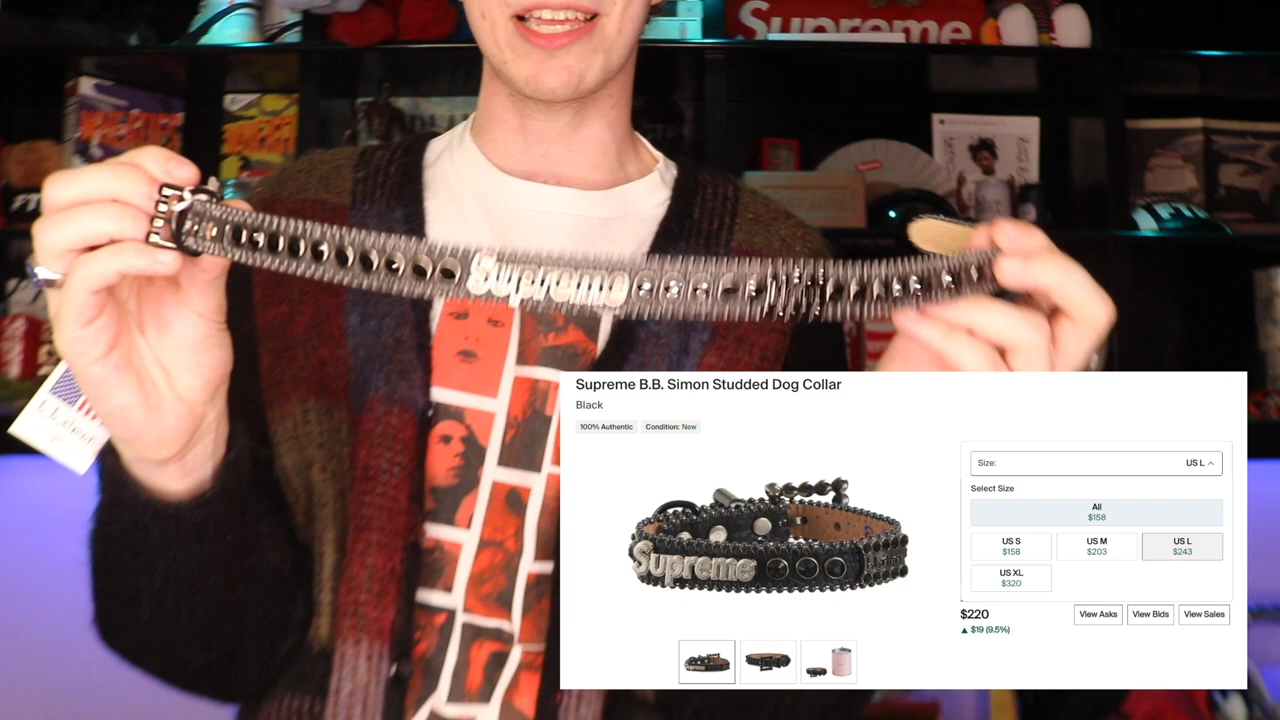 Supreme
Supreme
Supreme B.B. Simon Studded Dog Collar
Black
100% Authentic
Condition: New
Supreme
Size:
US L
Select Size
All
$158
US S
$158
US M
$203
US L
$243
US XL
$320
$220
▲ $19 (9.5%)
View Asks
View Bids
View Sales